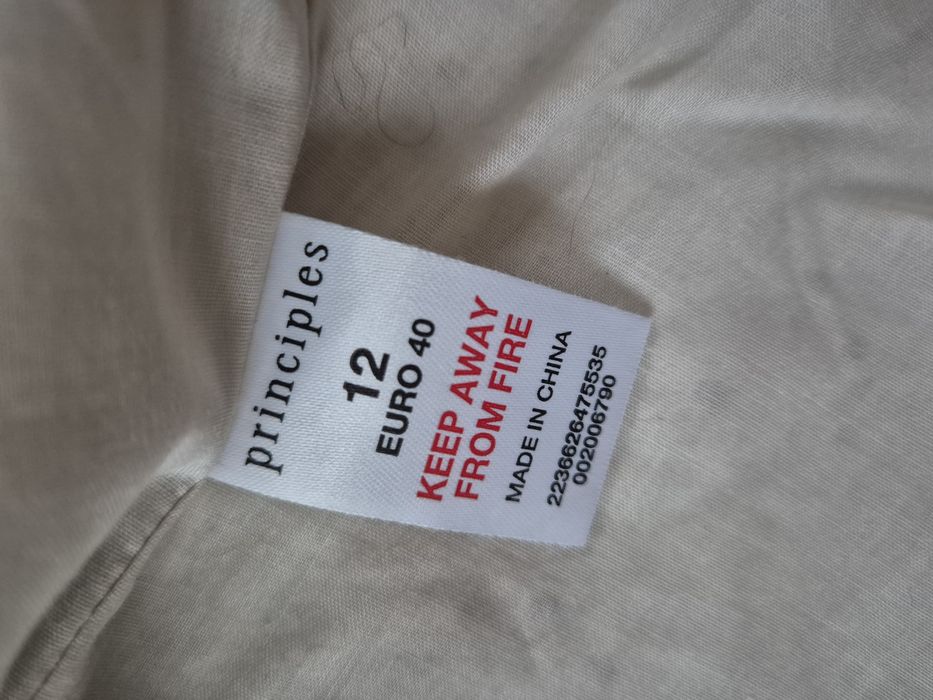 principles
12
EURO 40
KEEP AWAY
FROM FIRE
MADE IN CHINA
2236626475535
002006790